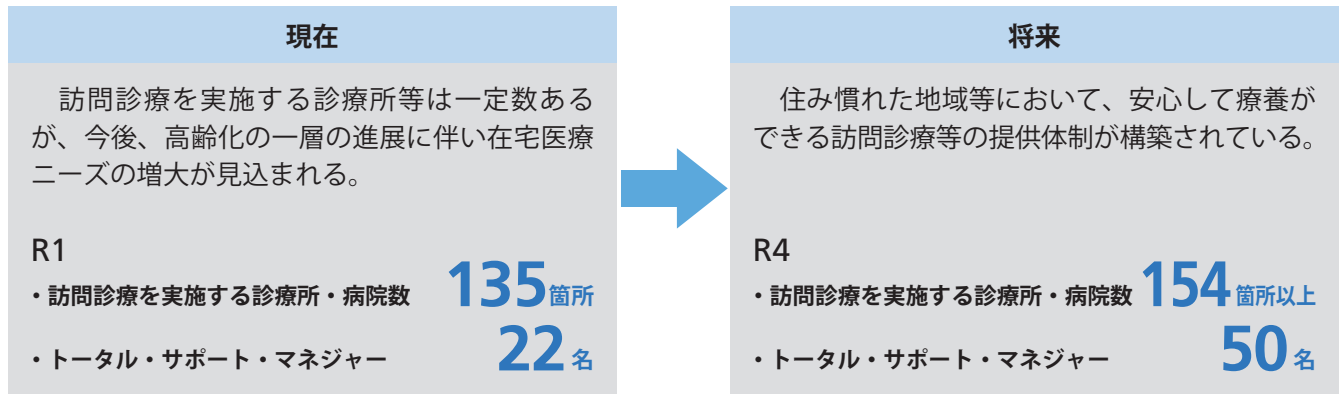 現在
訪問診療を実施する診療所等は一定数ある
が、今後、高齢化の一層の進展に伴い在宅医療
ニーズの増大が見込まれる。
R1
・訪問診療を実施する診療所・病院数 135箇所
・トータル・サポート・マネジャー 22名
将来
住み慣れた地域等において、安心して療養が
できる訪問診療等の提供体制が構築されている。
R4
・訪問診療を実施する診療所・病院数 154箇所以上
・トータル・サポート・マネジャー 50名